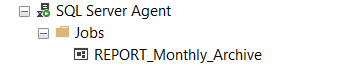 SQL Server Agent
Jobs
REPORT_Monthly_Archive